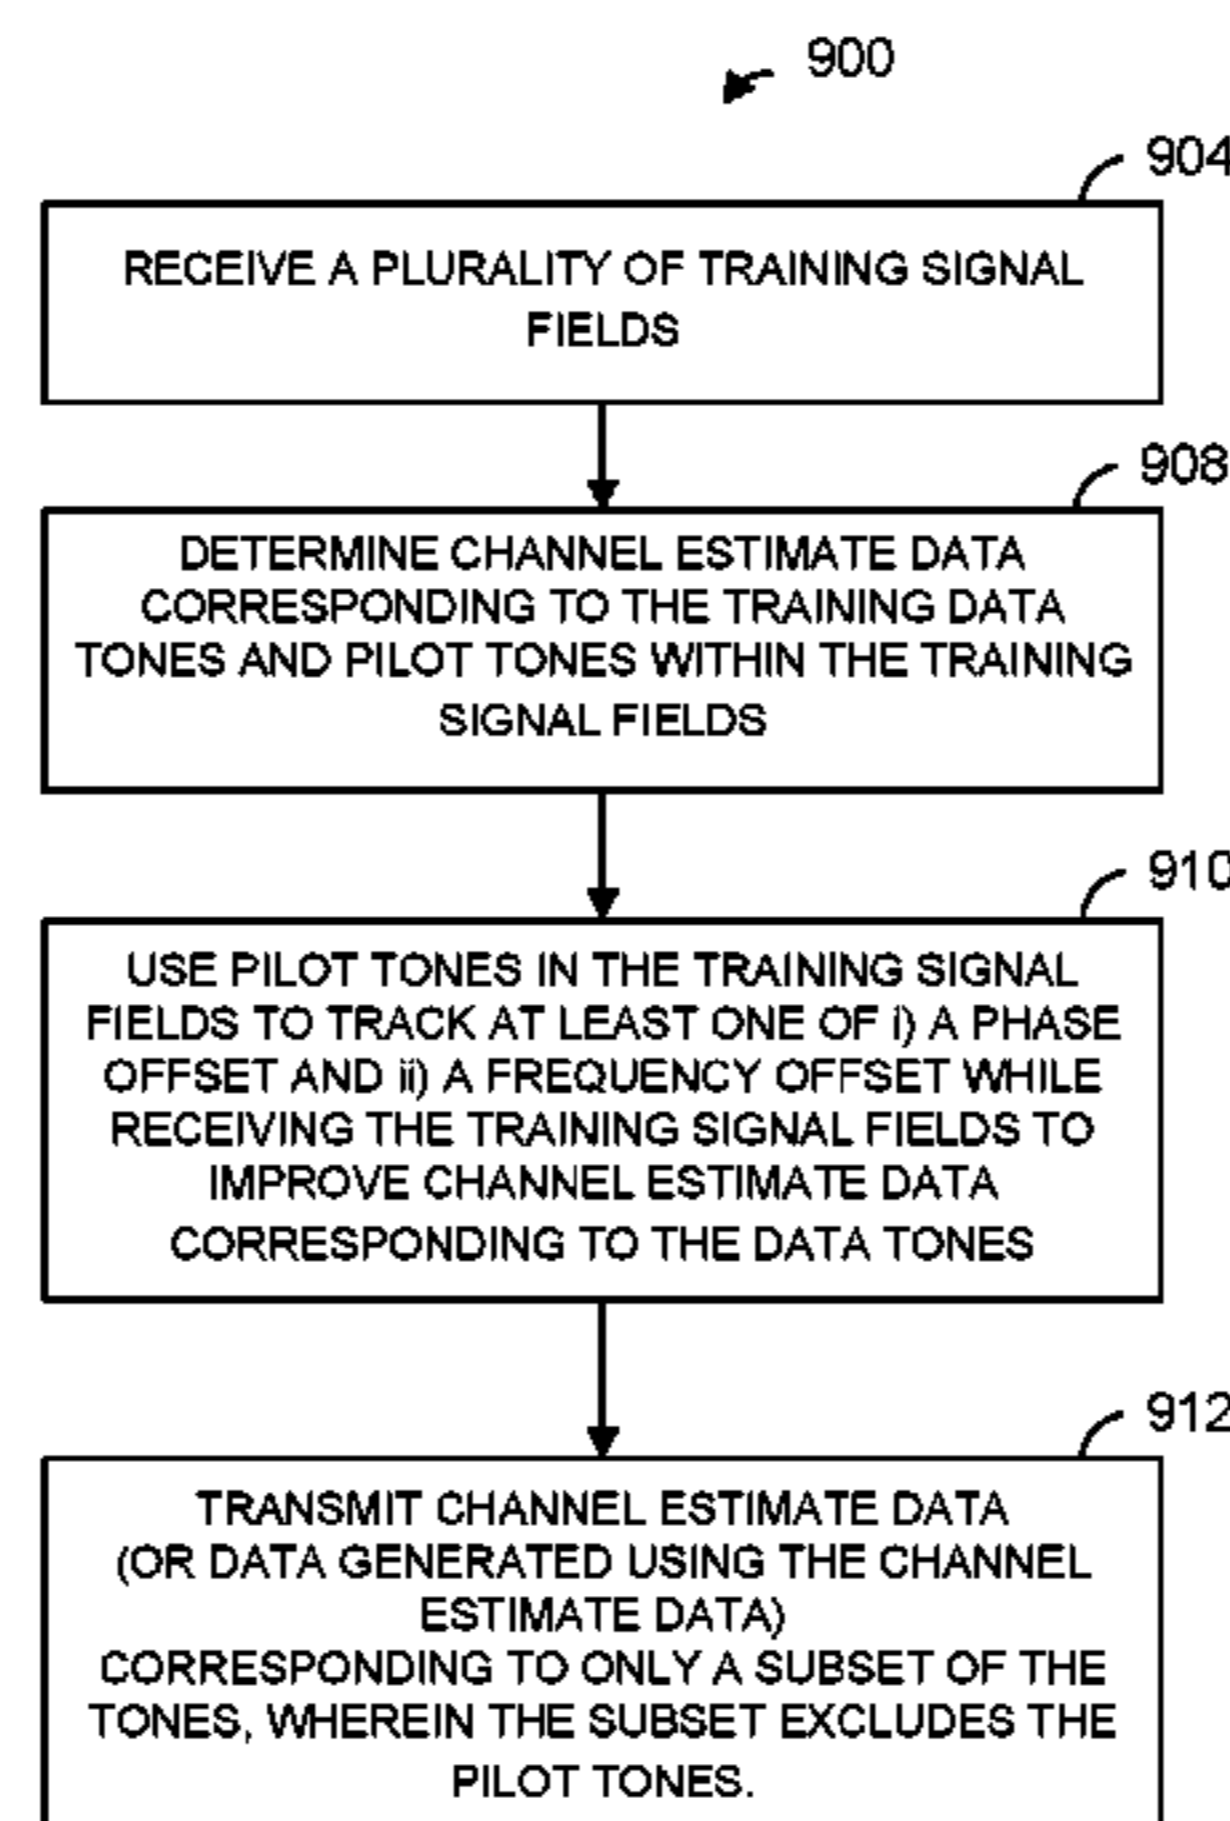 900
904
RECEIVE A PLURALITY OF TRAINING SIGNAL
FIELDS
908
DETERMINE CHANNEL ESTIMATE DATA
CORRESPONDING TO THE TRAINING DATA
TONES AND PILOT TONES WITHIN THE TRAINING
SIGNAL FIELDS
910
USE PILOT TONES IN THE TRAINING SIGNAL
FIELDS TO TRACK AT LEAST ONE OF i) A PHASE
OFFSET AND ii) A FREQUENCY OFFSET WHILE
RECEIVING THE TRAINING SIGNAL FIELDS TO
IMPROVE CHANNEL ESTIMATE DATA
CORRESPONDING TO THE DATA TONES
912
TRANSMIT CHANNEL ESTIMATE DATA
(OR DATA GENERATED USING THE CHANNEL
ESTIMATE DATA)
CORRESPONDING TO ONLY A SUBSET OF THE
TONES, WHEREIN THE SUBSET EXCLUDES THE
PILOT TONES.